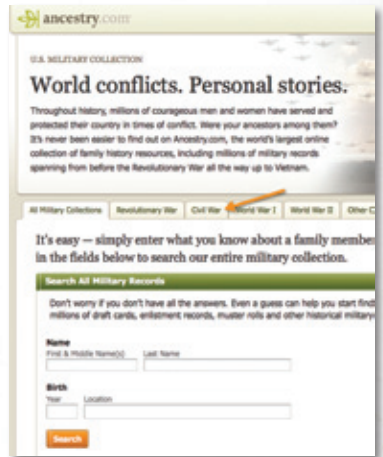 ancestry.com
U.S. MILITARY COLLECTION
World conflicts. Personal stories.
Throughout history, millions of courageous men and women have served and
protected their country in times of conflict. Were your ancestors among them?
It's never been easier to find out on Ancestry.com, the world's largest online
collection of family history resources, including millions of military records
spanning from before the Revolutionary War all the way up to Vietnam.
All Military Collections Revolutionary War Civil War World War I World War II Other C
It's easy — simply enter what you know about a family membe
in the fields below to search our entire military collection.
Search All Military Records
Don't worry if you don't have all the answers. Even a guess can help you start find
millions of draft cards, enlistment records, muster rolls and other historical military
Name
First & Middle Name(s) Last Name
Birth
Year Location
Search